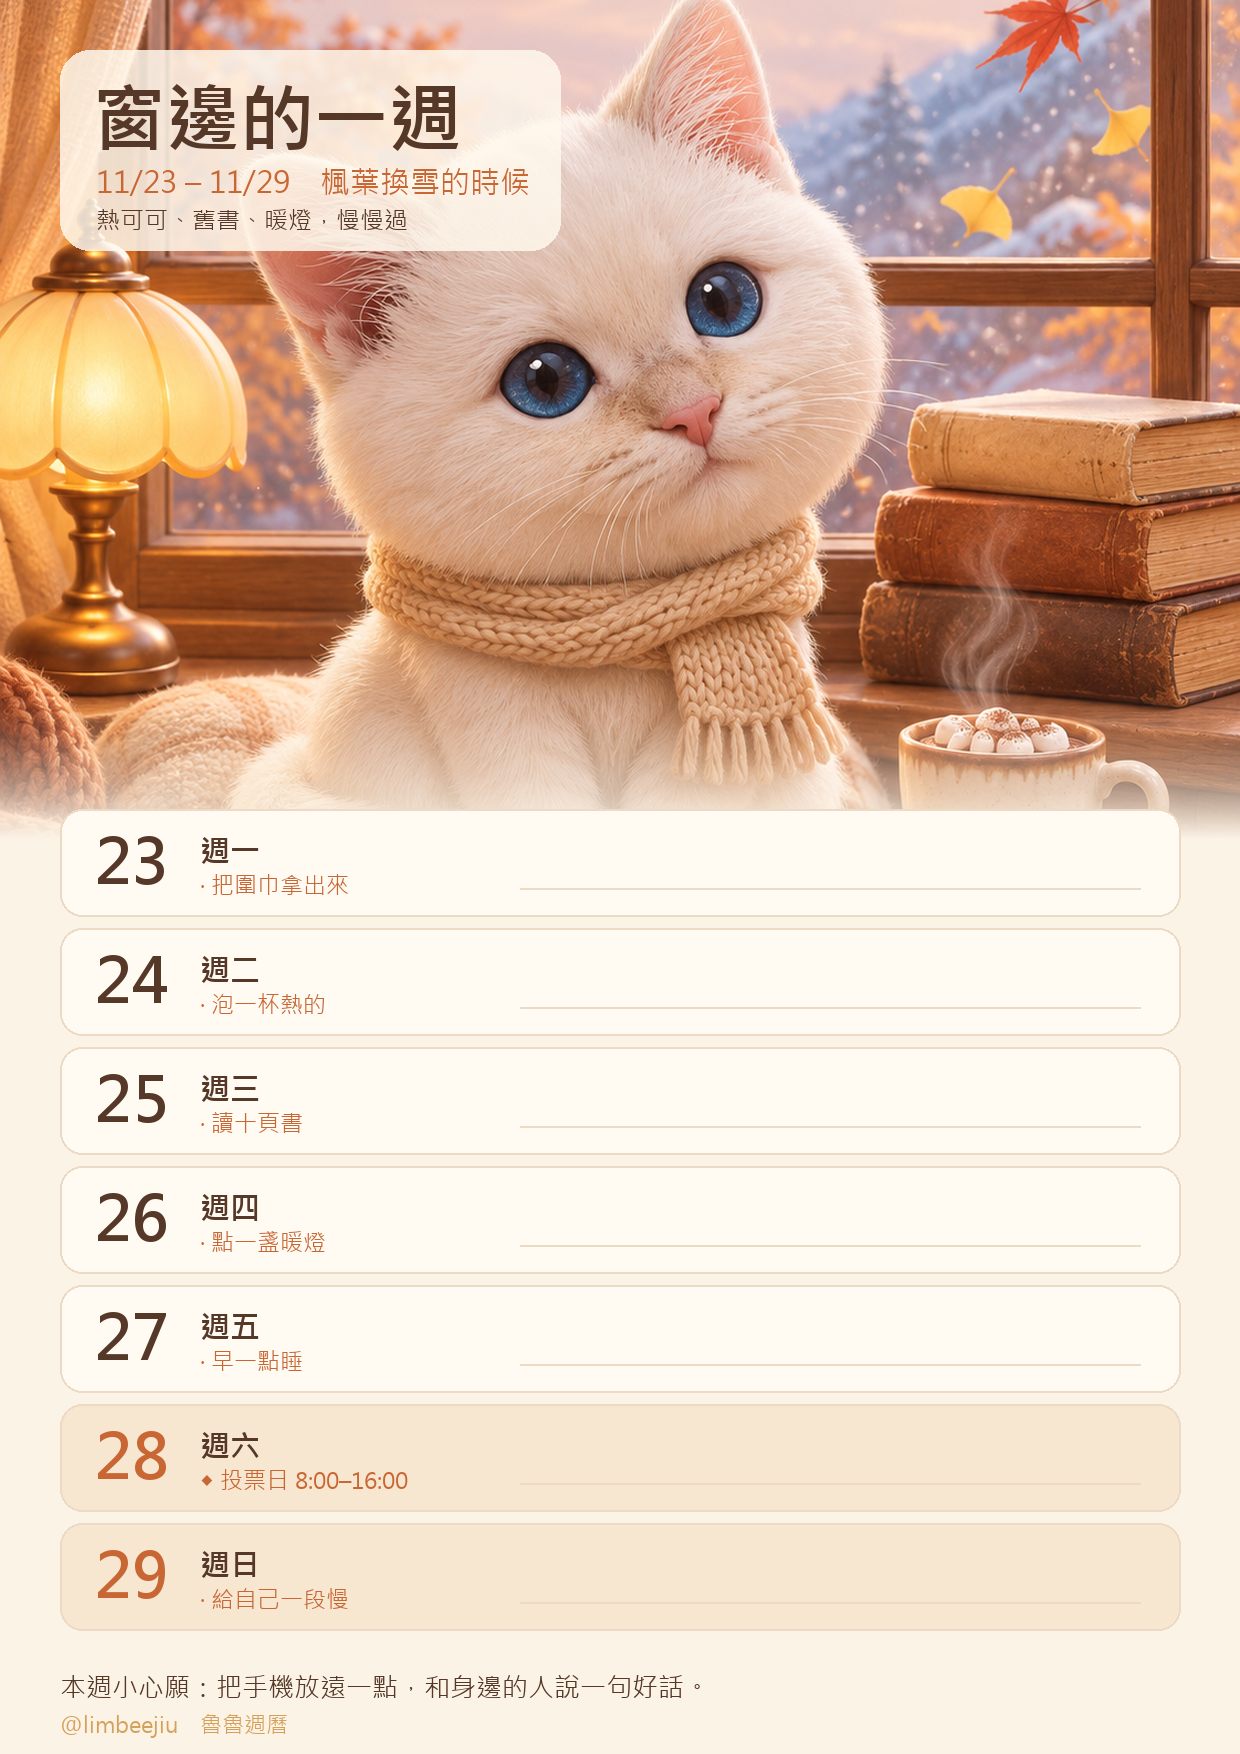 窗邊的一週
11/23 – 11/29　楓葉換雪的時候
熱可可、舊書、暖燈，慢慢過
23 週一
· 把圍巾拿出來
24 週二
· 泡一杯熱的
25 週三
· 讀十頁書
26 週四
· 點一盞暖燈
27 週五
· 早一點睡
28 週六
◆ 投票日 8:00–16:00
29 週日
· 給自己一段慢
本週小心願：把手機放遠一點，和身邊的人說一句好話。
@limbeejiu　魯魯週曆